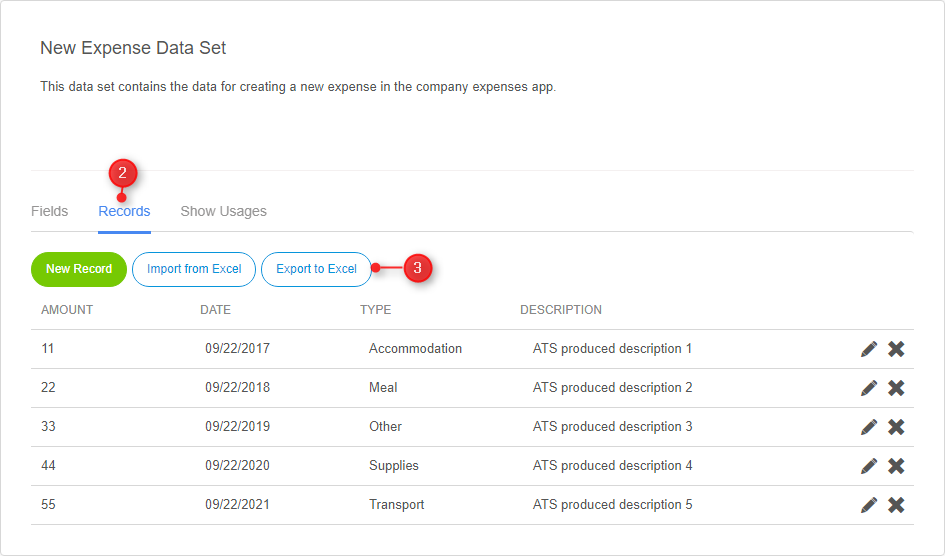 New Expense Data Set
This data set contains the data for creating a new expense in the company expenses app.
2
Fields Records Show Usages
New Record Import from Excel Export to Excel 3
AMOUNT DATE TYPE DESCRIPTION
11 09/22/2017 Accommodation ATS produced description 1
22 09/22/2018 Meal ATS produced description 2
33 09/22/2019 Other ATS produced description 3
44 09/22/2020 Supplies ATS produced description 4
55 09/22/2021 Transport ATS produced description 5